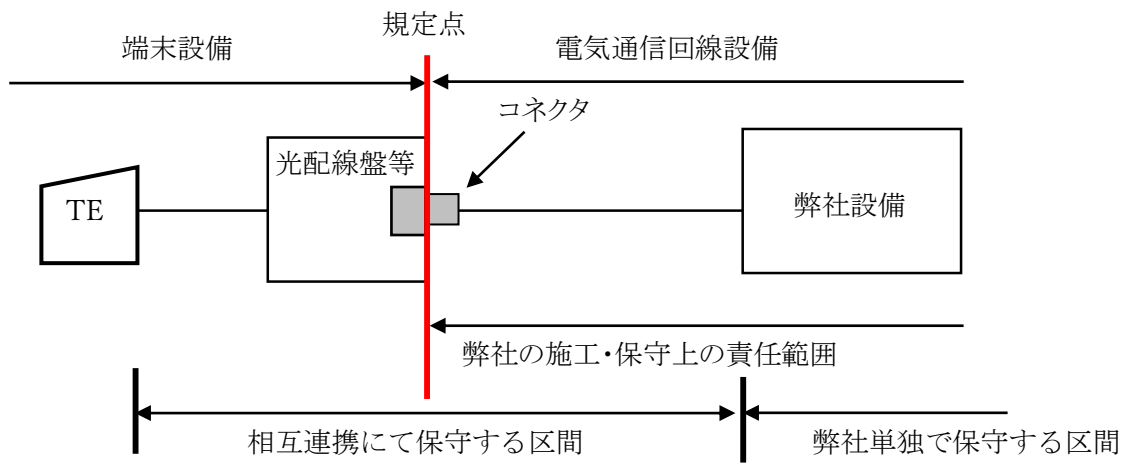 規定点
端末設備
電気通信回線設備
コネクタ
光配線盤等
TE
弊社設備
弊社の施工・保守上の責任範囲
相互連携にて保守する区間
弊社単独で保守する区間